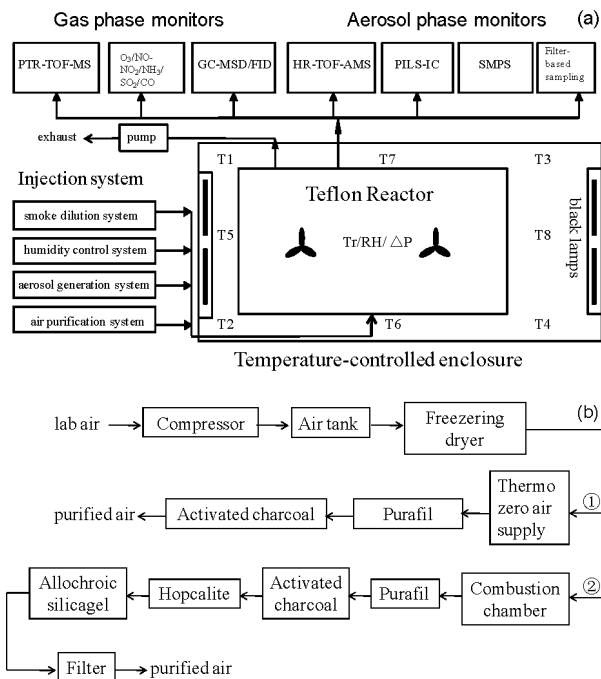 Gas phase monitors
Aerosol phase monitors
(a)
PTR-TOF-MS
O3/NO-
NO2/NH3/
SO2/CO
GC-MSD/FID
HR-TOF-AMS
PILS-IC
SMPS
Filter-
based
sampling
exhaust
pump
T1
T7
T3
Injection system
Teflon Reactor
smoke dilution system
T5
Tr/RH/ △P
T8
black lamps
humidity control system
aerosol generation system
air purification system
T2
T6
T4
Temperature-controlled enclosure
(b)
lab air
Compressor
Air tank
Freezering
dryer
purified air
Activated charcoal
Purafil
Thermo
zero air
supply
①
Allochroic
silicagel
Hopcalite
Activated
charcoal
Purafil
Combustion
chamber
②
Filter
purified air